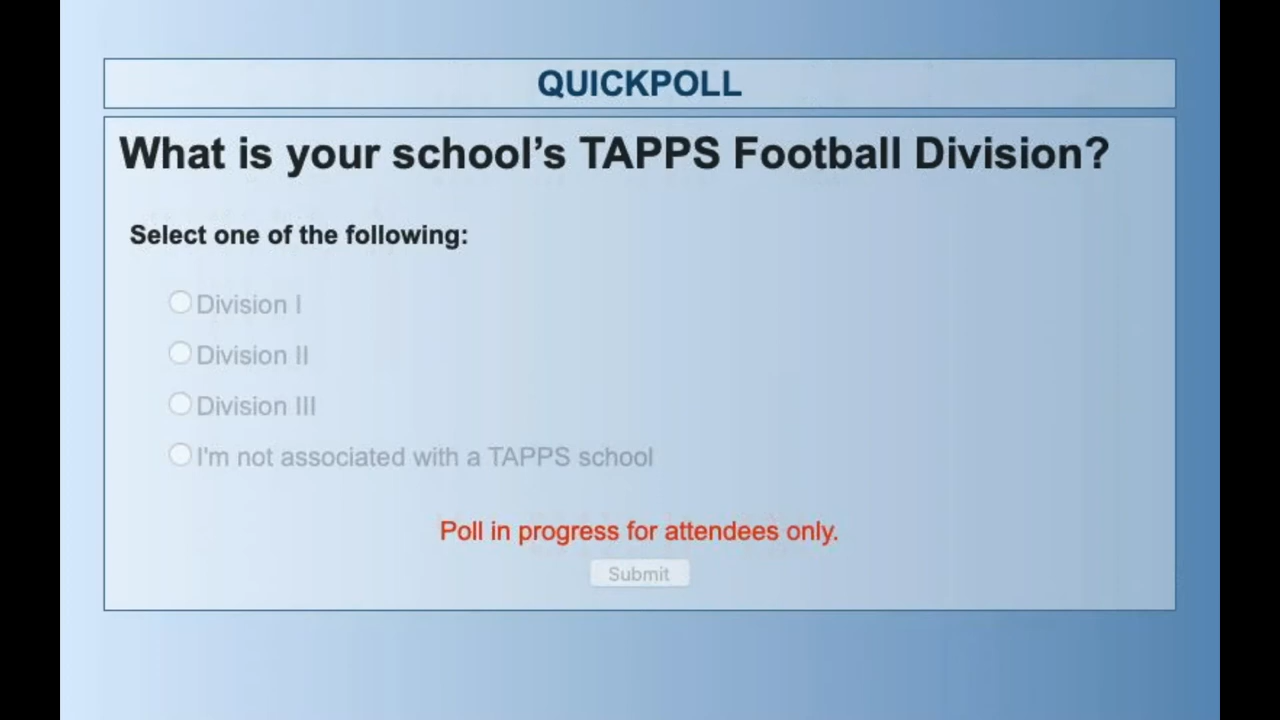 QUICKPOLL
What is your school’s TAPPS Football Division?
Select one of the following:
Division I
Division II
Division III
I'm not associated with a TAPPS school
Poll in progress for attendees only.
Submit